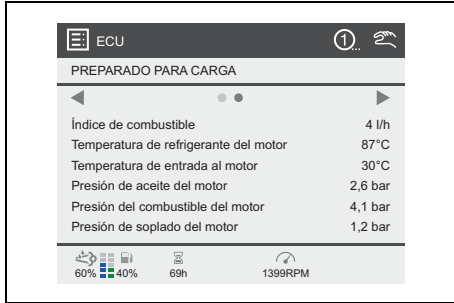 ECU
1...
PREPARADO PARA CARGA
Índice de combustible 4 l/h
Temperatura de refrigerante del motor 87°C
Temperatura de entrada al motor 30°C
Presión de aceite del motor 2,6 bar
Presión del combustible del motor 4,1 bar
Presión de soplado del motor 1,2 bar
60% 40% 69h 1399RPM